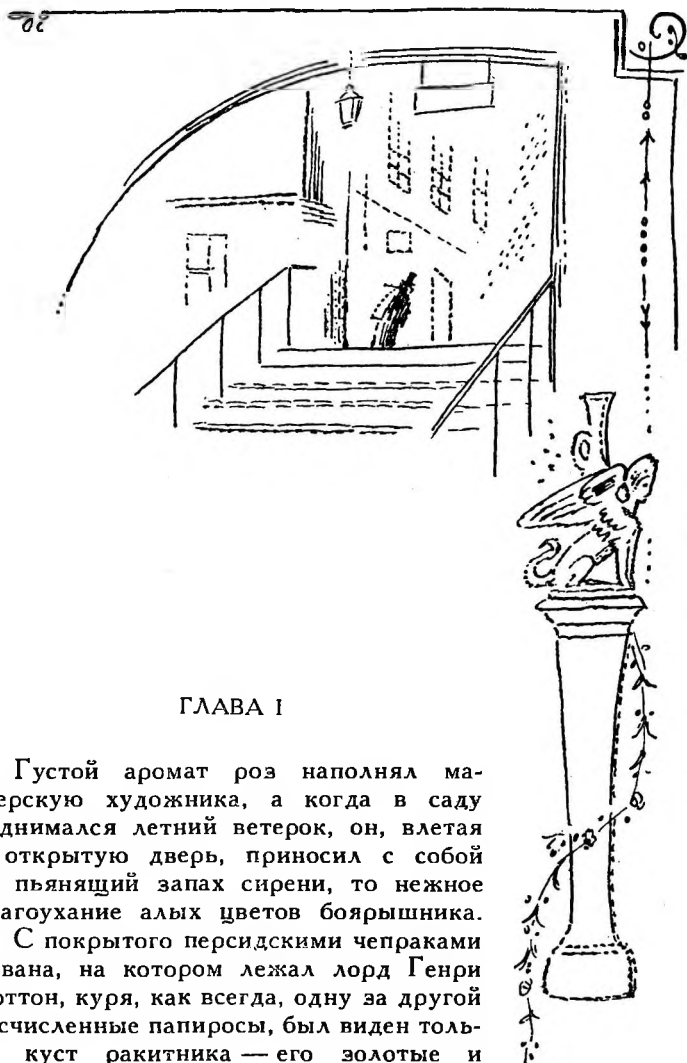 ГЛАВА I
Густой аромат роз наполнял ма-
ерскую художника, а когда в саду
днимался летний ветерок, он, влетая
открытую дверь, приносил с собой
пьянящий запах сирени, то нежное
агоухание алых цветов боярышника.
С покрытого персидскими чепраками
вана, на котором лежал лорд Генри
оттон, куря, как всегда, одну за другой
счисленные папиросы, был виден толь-
куст ракитника — его золотые и